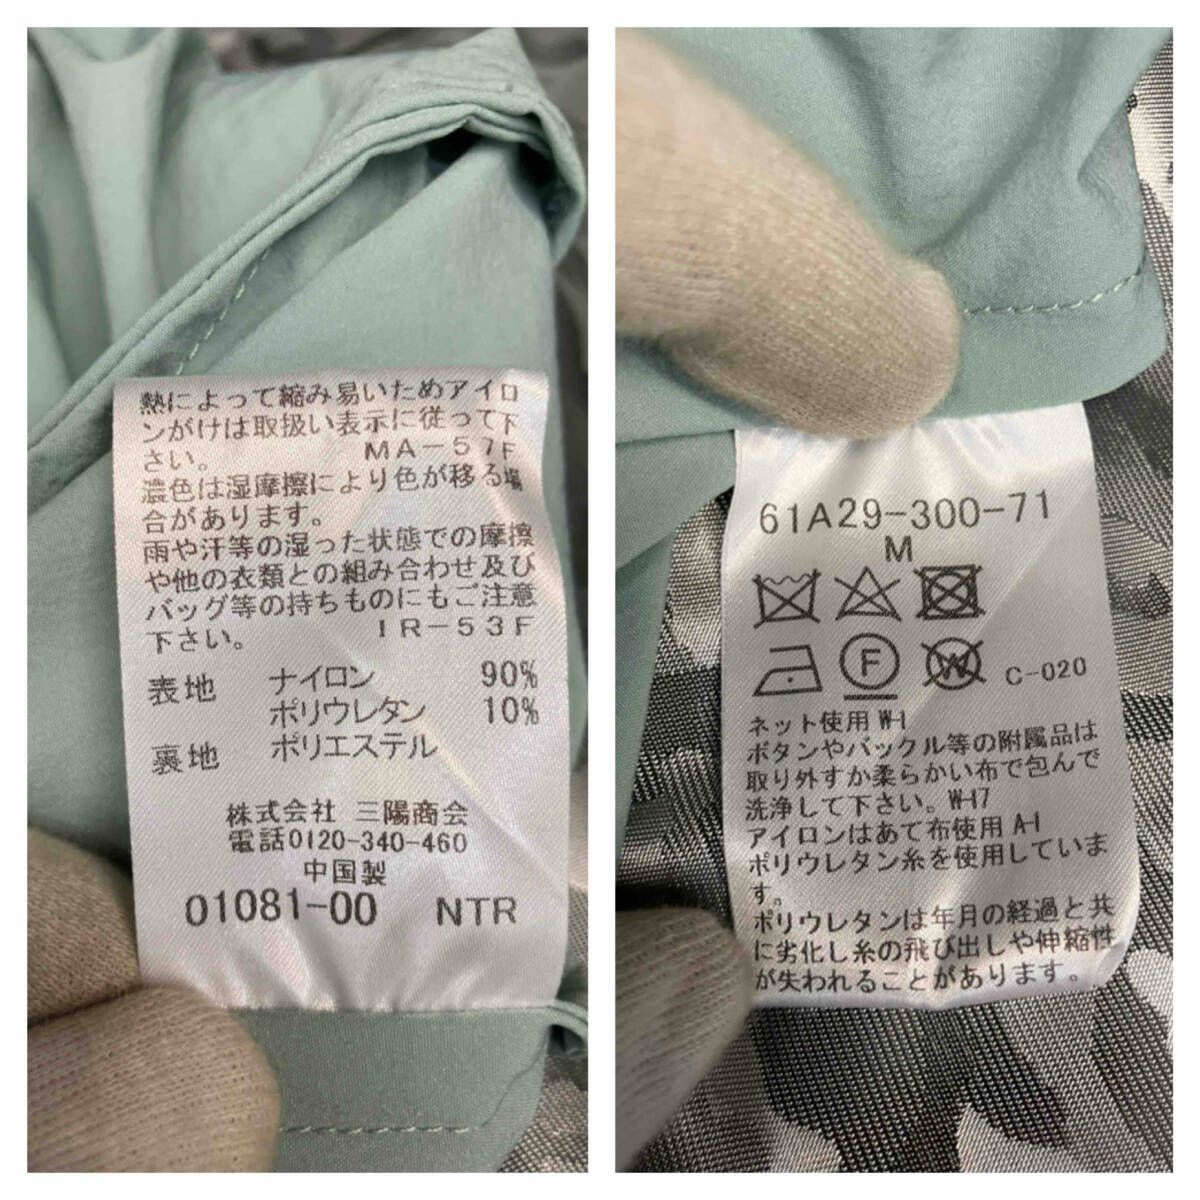 熱によって縮み易いためアイロ
ンがけは取扱い表示に従って下
さい。 MA-57F
濃色は湿摩擦により色が移る場
合があります。
雨や汗等の湿った状態での摩擦
や他の衣類との組み合わせ及び
バッグ等の持ちものにもご注意
下さい。 IR-53F
表地 ナイロン 90%
ポリウレタン 10%
裏地 ポリエステル
株式会社 三陽商会
電話0120-340-460
中国製
01081-00 NTR
61A29-300-71
M
F W C-020
ネット使用 W-1
ボタンやバックル等の附属品は
取り外すか柔らかい布で包んで
洗浄して下さい。W-17
アイロンはあて布使用 A-1
ポリウレタン糸を使用していま
す。
ポリウレタンは年月の経過と共
に劣化し糸の飛び出しや伸縮性
が失われることがあります。